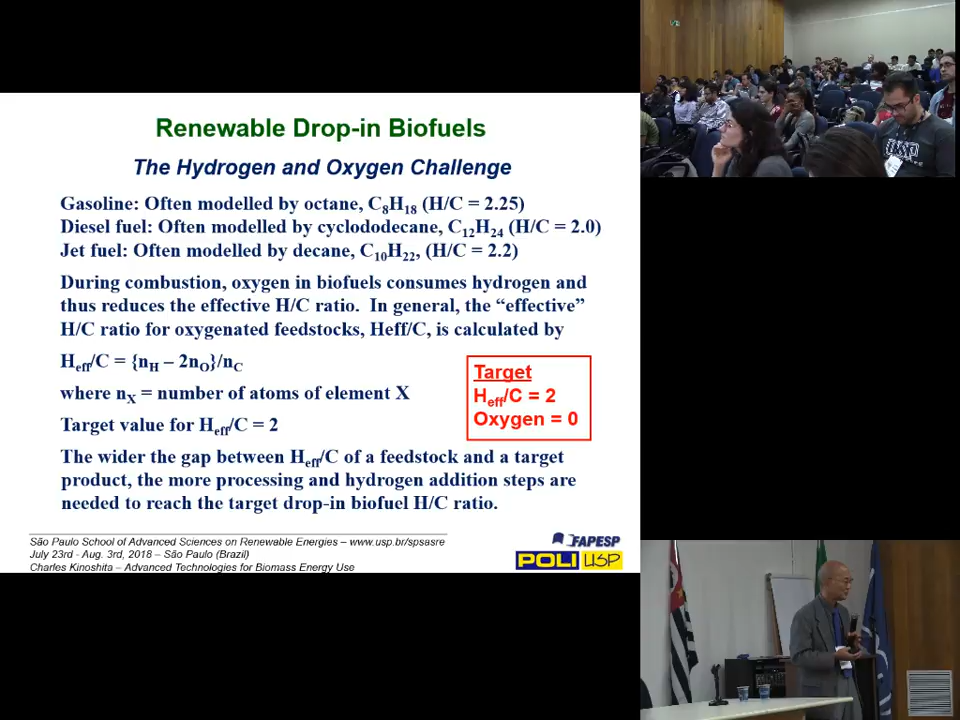 Renewable Drop-in Biofuels
The Hydrogen and Oxygen Challenge
Gasoline: Often modelled by octane, C₈H₁₈ (H/C = 2.25)
Diesel fuel: Often modelled by cyclododecane, C₁₂H₂₄ (H/C = 2.0)
Jet fuel: Often modelled by decane, C₁₀H₂₂, (H/C = 2.2)
During combustion, oxygen in biofuels consumes hydrogen and
thus reduces the effective H/C ratio. In general, the “effective”
H/C ratio for oxygenated feedstocks, Heff/C, is calculated by
Heff/C = {nH – 2nO}/nC
where nX = number of atoms of element X
Target value for Heff/C = 2
Target
Heff/C = 2
Oxygen = 0
The wider the gap between Heff/C of a feedstock and a target
product, the more processing and hydrogen addition steps are
needed to reach the target drop-in biofuel H/C ratio.
São Paulo School of Advanced Sciences on Renewable Energies – www.usp.br/spsasre
July 23rd - Aug. 3rd, 2018 – São Paulo (Brazil)
Charles Kinoshita – Advanced Technologies for Biomass Energy Use
FAPESP
POLI USP
USP